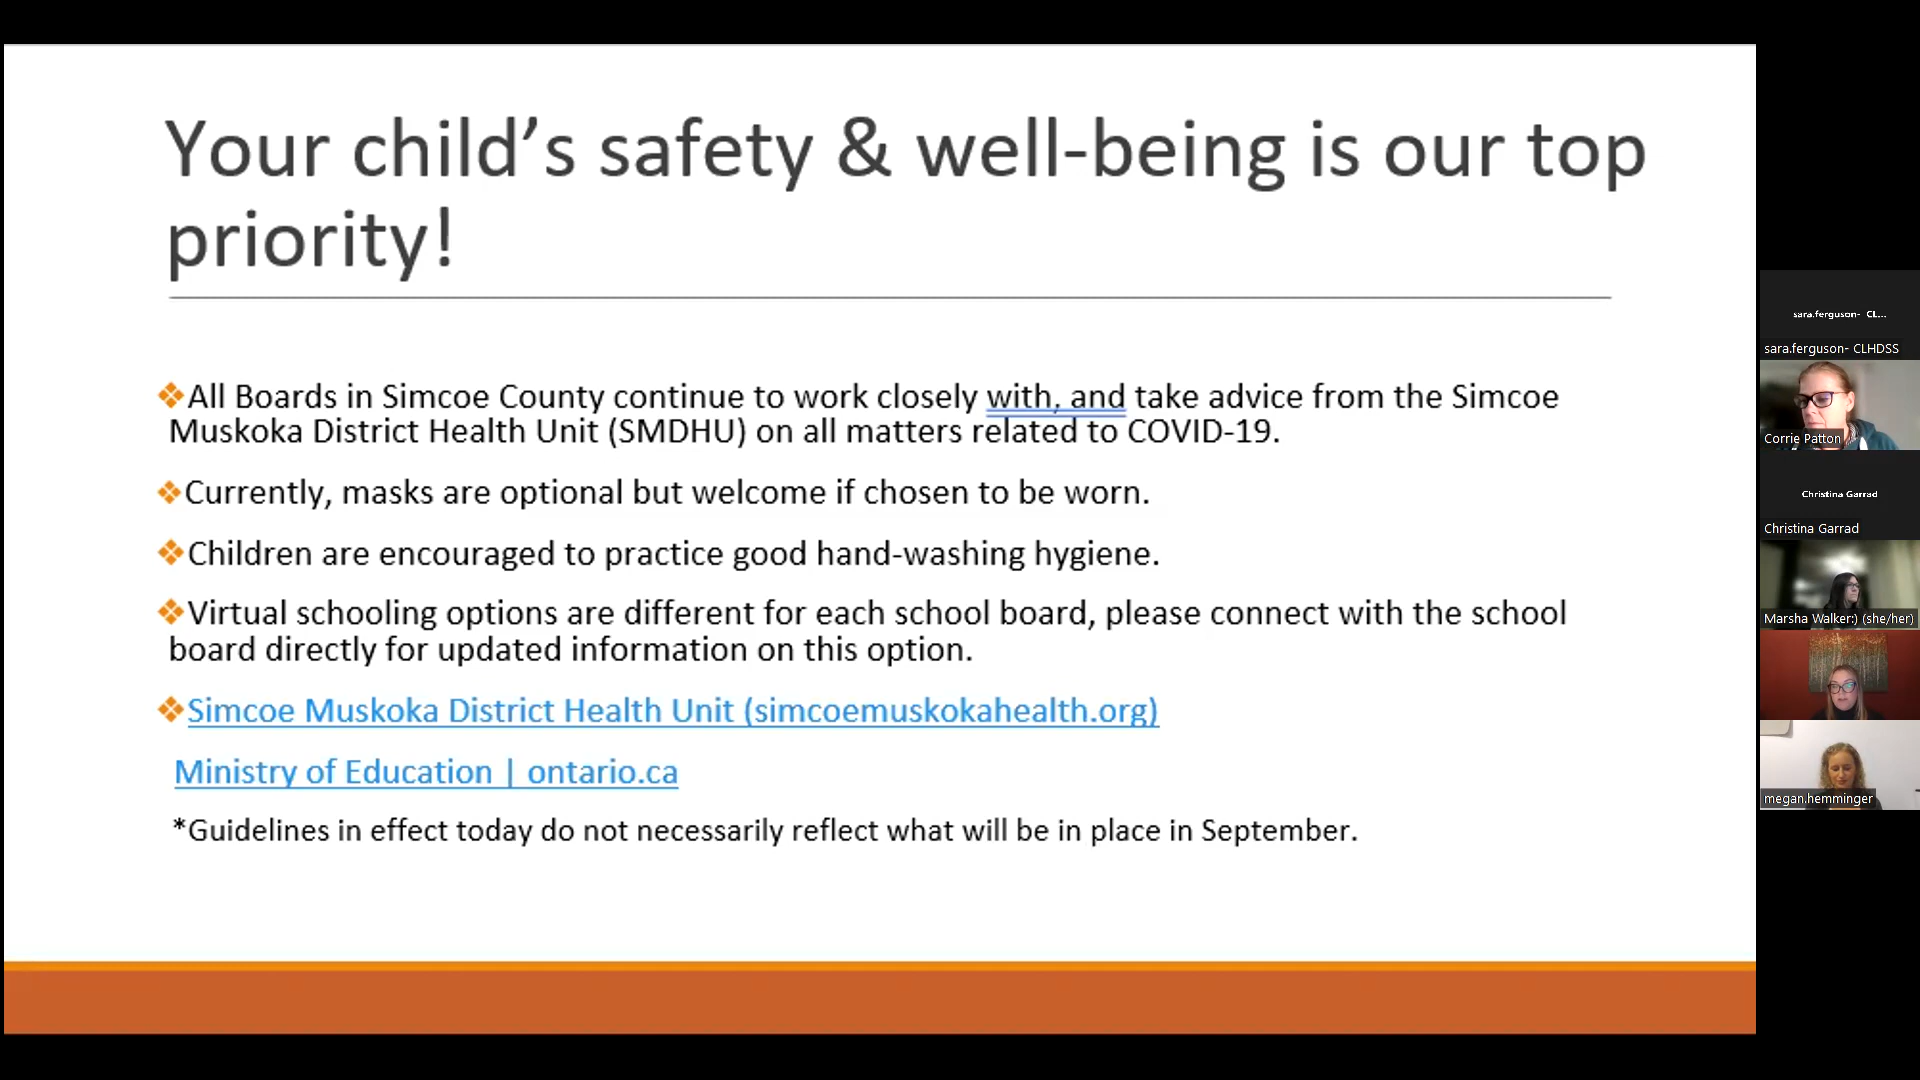 Your child’s safety & well-being is our top
priority!
❖All Boards in Simcoe County continue to work closely with, and take advice from the Simcoe
Muskoka District Health Unit (SMDHU) on all matters related to COVID-19.
❖Currently, masks are optional but welcome if chosen to be worn.
❖Children are encouraged to practice good hand-washing hygiene.
❖Virtual schooling options are different for each school board, please connect with the school
board directly for updated information on this option.
❖Simcoe Muskoka District Health Unit (simcoemuskokahealth.org)
Ministry of Education | ontario.ca
*Guidelines in effect today do not necessarily reflect what will be in place in September.
sara.ferguson- CL...
sara.ferguson- CLHDSS
Corrie Patton
Christina Garrad
Christina Garrad
Marsha Walker:) (she/her)
megan.hemminger